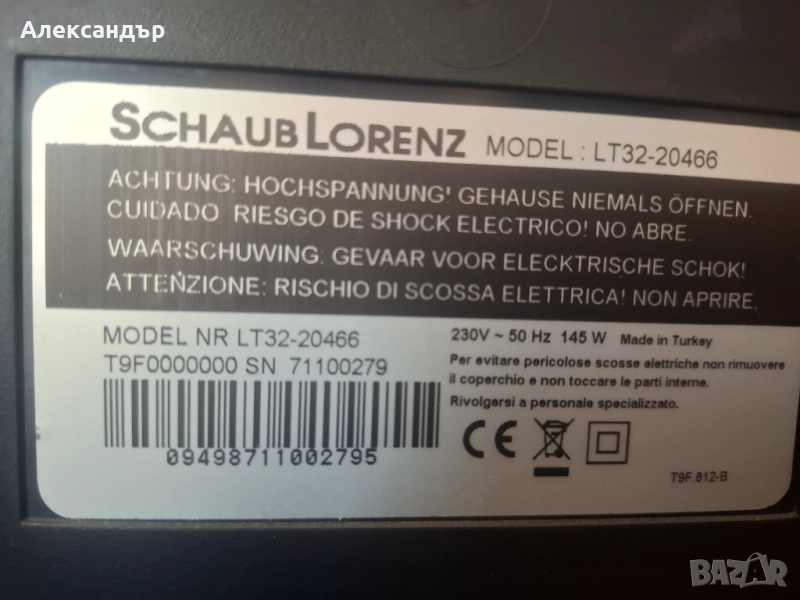 Александър
SCHAUB LORENZ MODEL : LT32-20466
ACHTUNG: HOCHSPANNUNG' GEHAUSE NIEMALS ÖFFNEN.
CUIDADO RIESGO DE SHOCK ELECTRICO! NO ABRE.
WAARSCHUWING: GEVAAR VOOR ELECKTRISCHE SCHOK!
ATTENZIONE: RISCHIO DI SCOSSA ELETTRICA! NON APRIRE.
MODEL NR LT32-20466
T9F0000000 SN 71100279
09498711002795
230V ~ 50 Hz 145 W Made in Turkey
Per evitare pericolose scosse elettriche non rimuovere
il coperchio e non toccare le parti interne.
Rivolgersi a personale specializzato.
CE
T9F.812-B
BAZAR